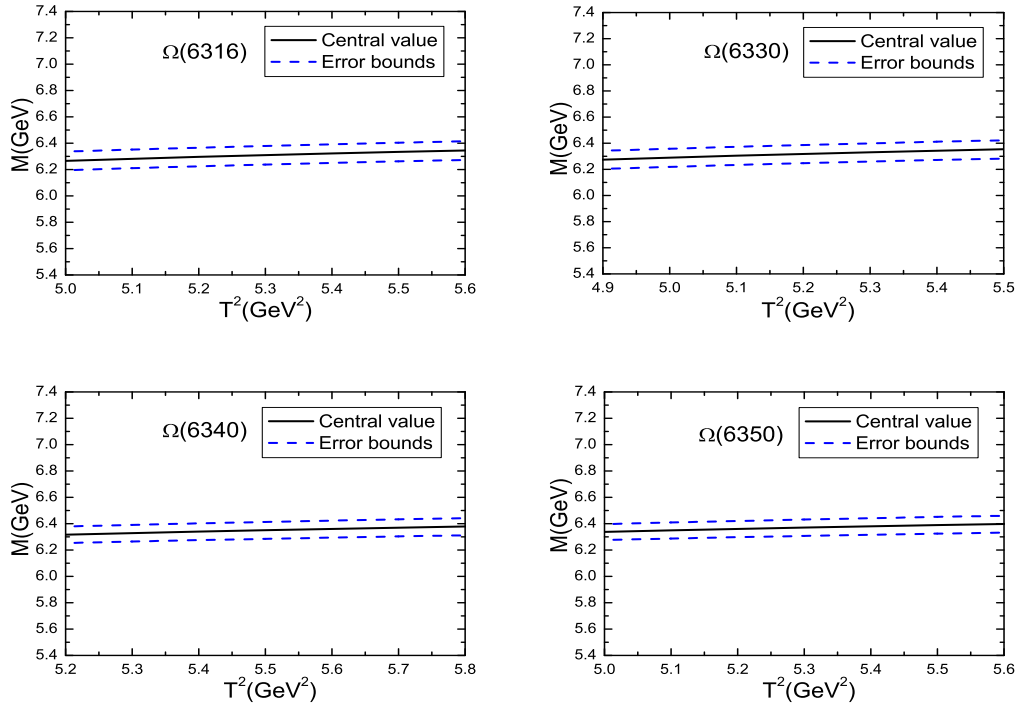 Ω(6316)
Central value
Error bounds
7.4
7.2
7.0
6.8
6.6
6.4
6.2
6.0
5.8
5.6
5.4
M(GeV)
5.0 5.1 5.2 5.3 5.4 5.5 5.6
T²(GeV²)
Ω(6330)
Central value
Error bounds
7.4
7.2
7.0
6.8
6.6
6.4
6.2
6.0
5.8
5.6
5.4
M(GeV)
4.9 5.0 5.1 5.2 5.3 5.4 5.5
T²(GeV²)
Ω(6340)
Central value
Error bounds
7.4
7.2
7.0
6.8
6.6
6.4
6.2
6.0
5.8
5.6
5.4
M(GeV)
5.2 5.3 5.4 5.5 5.6 5.7 5.8
T²(GeV²)
Ω(6350)
Central value
Error bounds
7.4
7.2
7.0
6.8
6.6
6.4
6.2
6.0
5.8
5.6
5.4
M(GeV)
5.0 5.1 5.2 5.3 5.4 5.5 5.6
T²(GeV²)